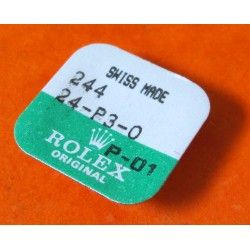 SWISS MADE
244
24-P3-0
P-01
ROLEX
ORIGINAL